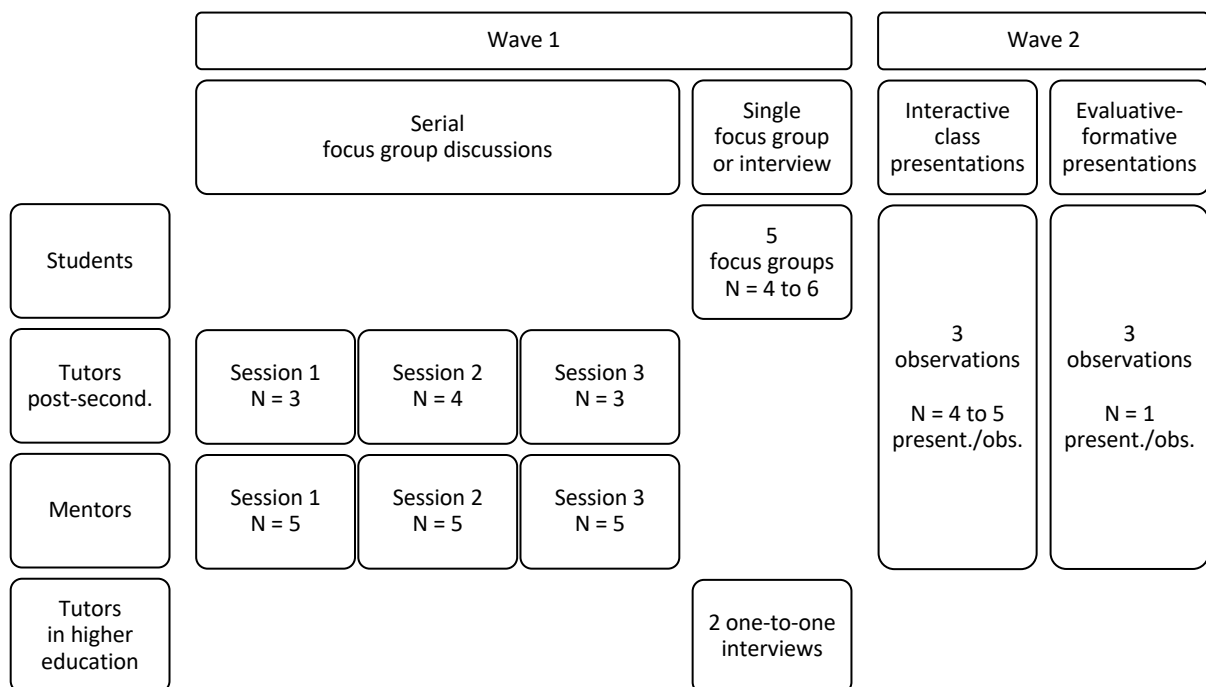 Wave 1
Wave 2
Serial
focus group discussions
Single
focus group
or interview
Interactive
class
presentations
Evaluative-
formative
presentations
Students
5
focus groups
N = 4 to 6
3
observations
N = 4 to 5
present./obs.
3
observations
N = 1
present./obs.
Tutors
post-second.
Session 1
N = 3
Session 2
N = 4
Session 3
N = 3
Mentors
Session 1
N = 5
Session 2
N = 5
Session 3
N = 5
Tutors
in higher
education
2 one-to-one
interviews